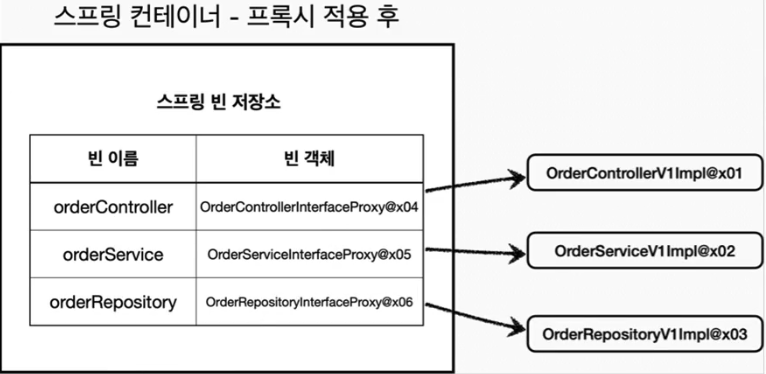 스프링 컨테이너 - 프록시 적용 후
스프링 빈 저장소
빈 이름 빈 객체
orderController OrderControllerInterfaceProxy@x04
orderService OrderServiceInterfaceProxy@x05
orderRepository OrderRepositoryInterfaceProxy@x06
OrderControllerV1Impl@x01
OrderServiceV1Impl@x02
OrderRepositoryV1Impl@x03